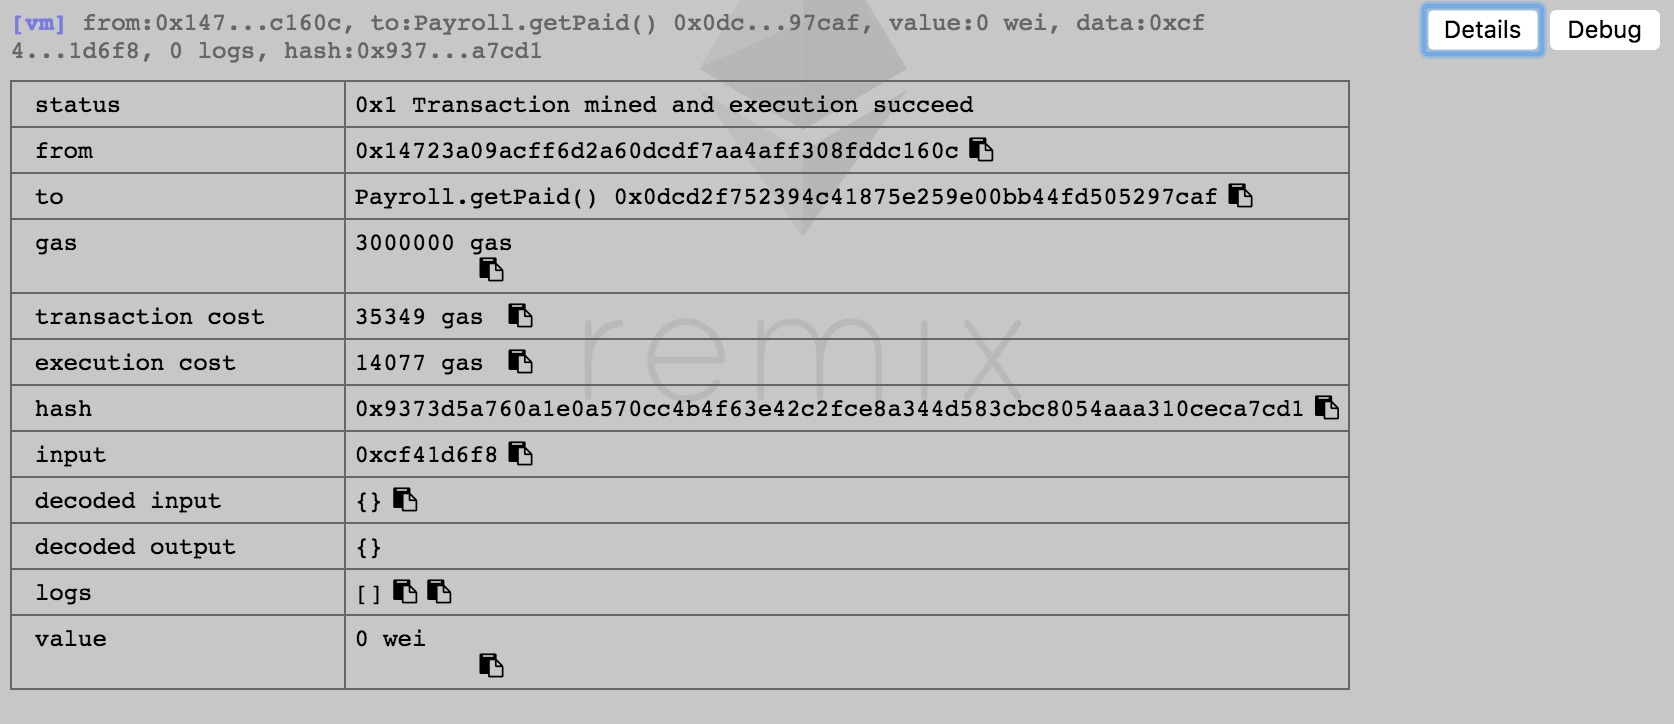 [vm] from:0x147...c160c, to:Payroll.getPaid() 0x0dc...97caf, value:0 wei, data:0xcf
4...1d6f8, 0 logs, hash:0x937...a7cd1
Details
Debug
status 0x1 Transaction mined and execution succeed
from 0x14723a09acff6d2a60dcdf7aa4aff308fddc160c
to Payroll.getPaid() 0x0dcd2f752394c41875e259e00bb44fd505297caf
gas 3000000 gas
transaction cost 35349 gas
execution cost 14077 gas
remix
hash 0x9373d5a760a1e0a570cc4b4f63e42c2fce8a344d583cbc8054aaa310ceca7cd1
input 0xcf41d6f8
decoded input {}
decoded output {}
logs []
value 0 wei